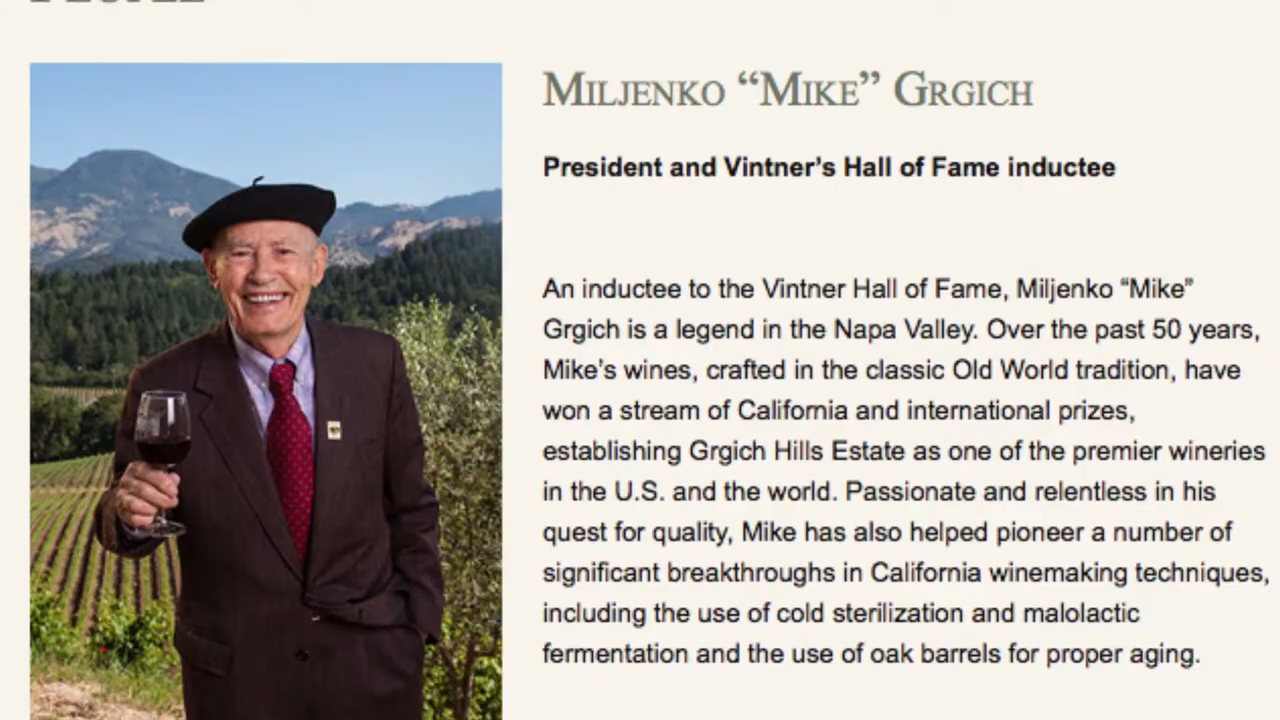 PEOPLE
MILJENKO “MIKE” GRGICH
President and Vintner’s Hall of Fame inductee
An inductee to the Vintner Hall of Fame, Miljenko “Mike”
Grgich is a legend in the Napa Valley. Over the past 50 years,
Mike’s wines, crafted in the classic Old World tradition, have
won a stream of California and international prizes,
establishing Grgich Hills Estate as one of the premier wineries
in the U.S. and the world. Passionate and relentless in his
quest for quality, Mike has also helped pioneer a number of
significant breakthroughs in California winemaking techniques,
including the use of cold sterilization and malolactic
fermentation and the use of oak barrels for proper aging.